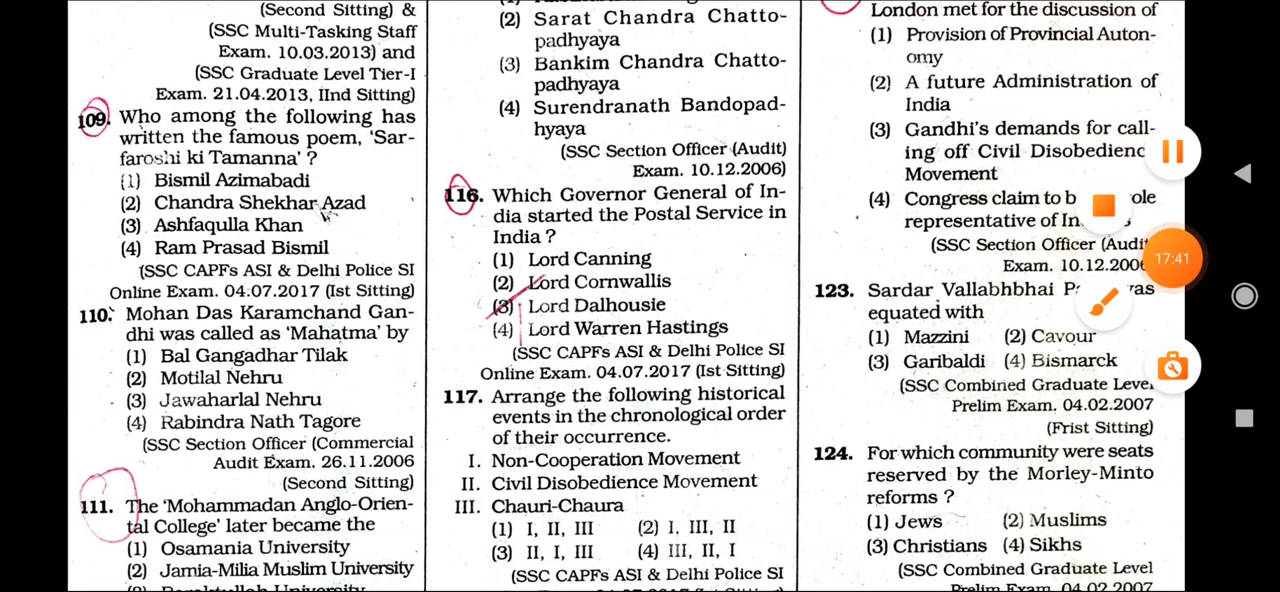 (Second Sitting) &
(SSC Multi-Tasking Staff
Exam. 10.03.2013) and
(SSC Graduate Level Tier-I
Exam. 21.04.2013, IInd Sitting)
109. Who among the following has
written the famous poem, 'Sar-
faroshi ki Tamanna' ?
(1) Bismil Azimabadi
(2) Chandra Shekhar Azad
(3) Ashfaqulla Khan
(4) Ram Prasad Bismil
(SSC CAPFs ASI & Delhi Police SI
Online Exam. 04.07.2017 (Ist Sitting)
110. Mohan Das Karamchand Gan-
dhi was called as 'Mahatma' by
(1) Bal Gangadhar Tilak
(2) Motilal Nehru
(3) Jawaharlal Nehru
(4) Rabindra Nath Tagore
(SSC Section Officer (Commercial
Audit Exam. 26.11.2006
(Second Sitting)
111. The 'Mohammadan Anglo-Orien-
tal College' later became the
(1) Osamania University
(2) Jamia-Milia Muslim University
(2) Sarat Chandra Chatto-
padhyaya
(3) Bankim Chandra Chatto-
padhyaya
(4) Surendranath Bandopad-
hyaya
(SSC Section Officer (Audit)
Exam. 10.12.2006)
116. Which Governor General of In-
dia started the Postal Service in
India ?
(1) Lord Canning
(2) Lord Cornwallis
(3) Lord Dalhousie
(4) Lord Warren Hastings
(SSC CAPFs ASI & Delhi Police SI
Online Exam. 04.07.2017 (Ist Sitting)
117. Arrange the following historical
events in the chronological order
of their occurrence.
I. Non-Cooperation Movement
II. Civil Disobedience Movement
III. Chauri-Chaura
(1) I, II, III (2) I, III, II
(3) II, I, III (4) III, II, I
(SSC CAPFs ASI & Delhi Police SI
London met for the discussion of
(1) Provision of Provincial Auton-
omy
(2) A future Administration of
India
(3) Gandhi's demands for call-
ing off Civil Disobedienc
Movement
(4) Congress claim to b ole
representative of In
(SSC Section Officer (Audit
Exam. 10.12.200
17:41
123. Sardar Vallabhbhai P as
equated with
(1) Mazzini (2) Cavour
(3) Garibaldi (4) Bismarck
(SSC Combined Graduate Level
Prelim Exam. 04.02.2007
(Frist Sitting)
124. For which community were seats
reserved by the Morley-Minto
reforms ?
(1) Jews (2) Muslims
(3) Christians (4) Sikhs
(SSC Combined Graduate Level
Prelim Exam. 04.02.2007